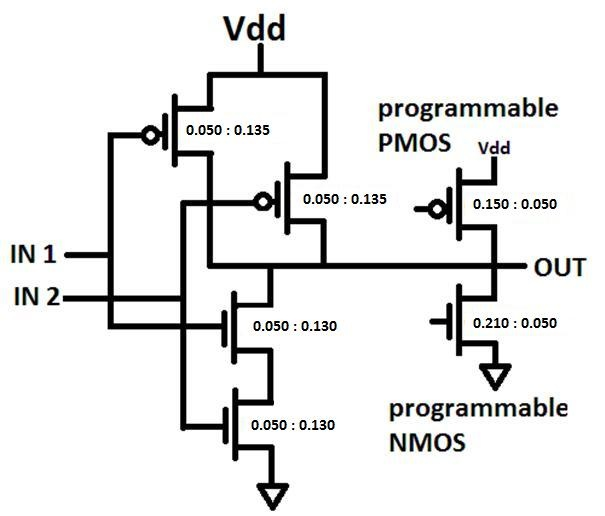 Vdd
0.050 : 0.135
programmable
PMOS
Vdd
0.050 : 0.135
0.150 : 0.050
IN 1
OUT
IN 2
0.050 : 0.130
0.210 : 0.050
0.050 : 0.130
programmable
NMOS